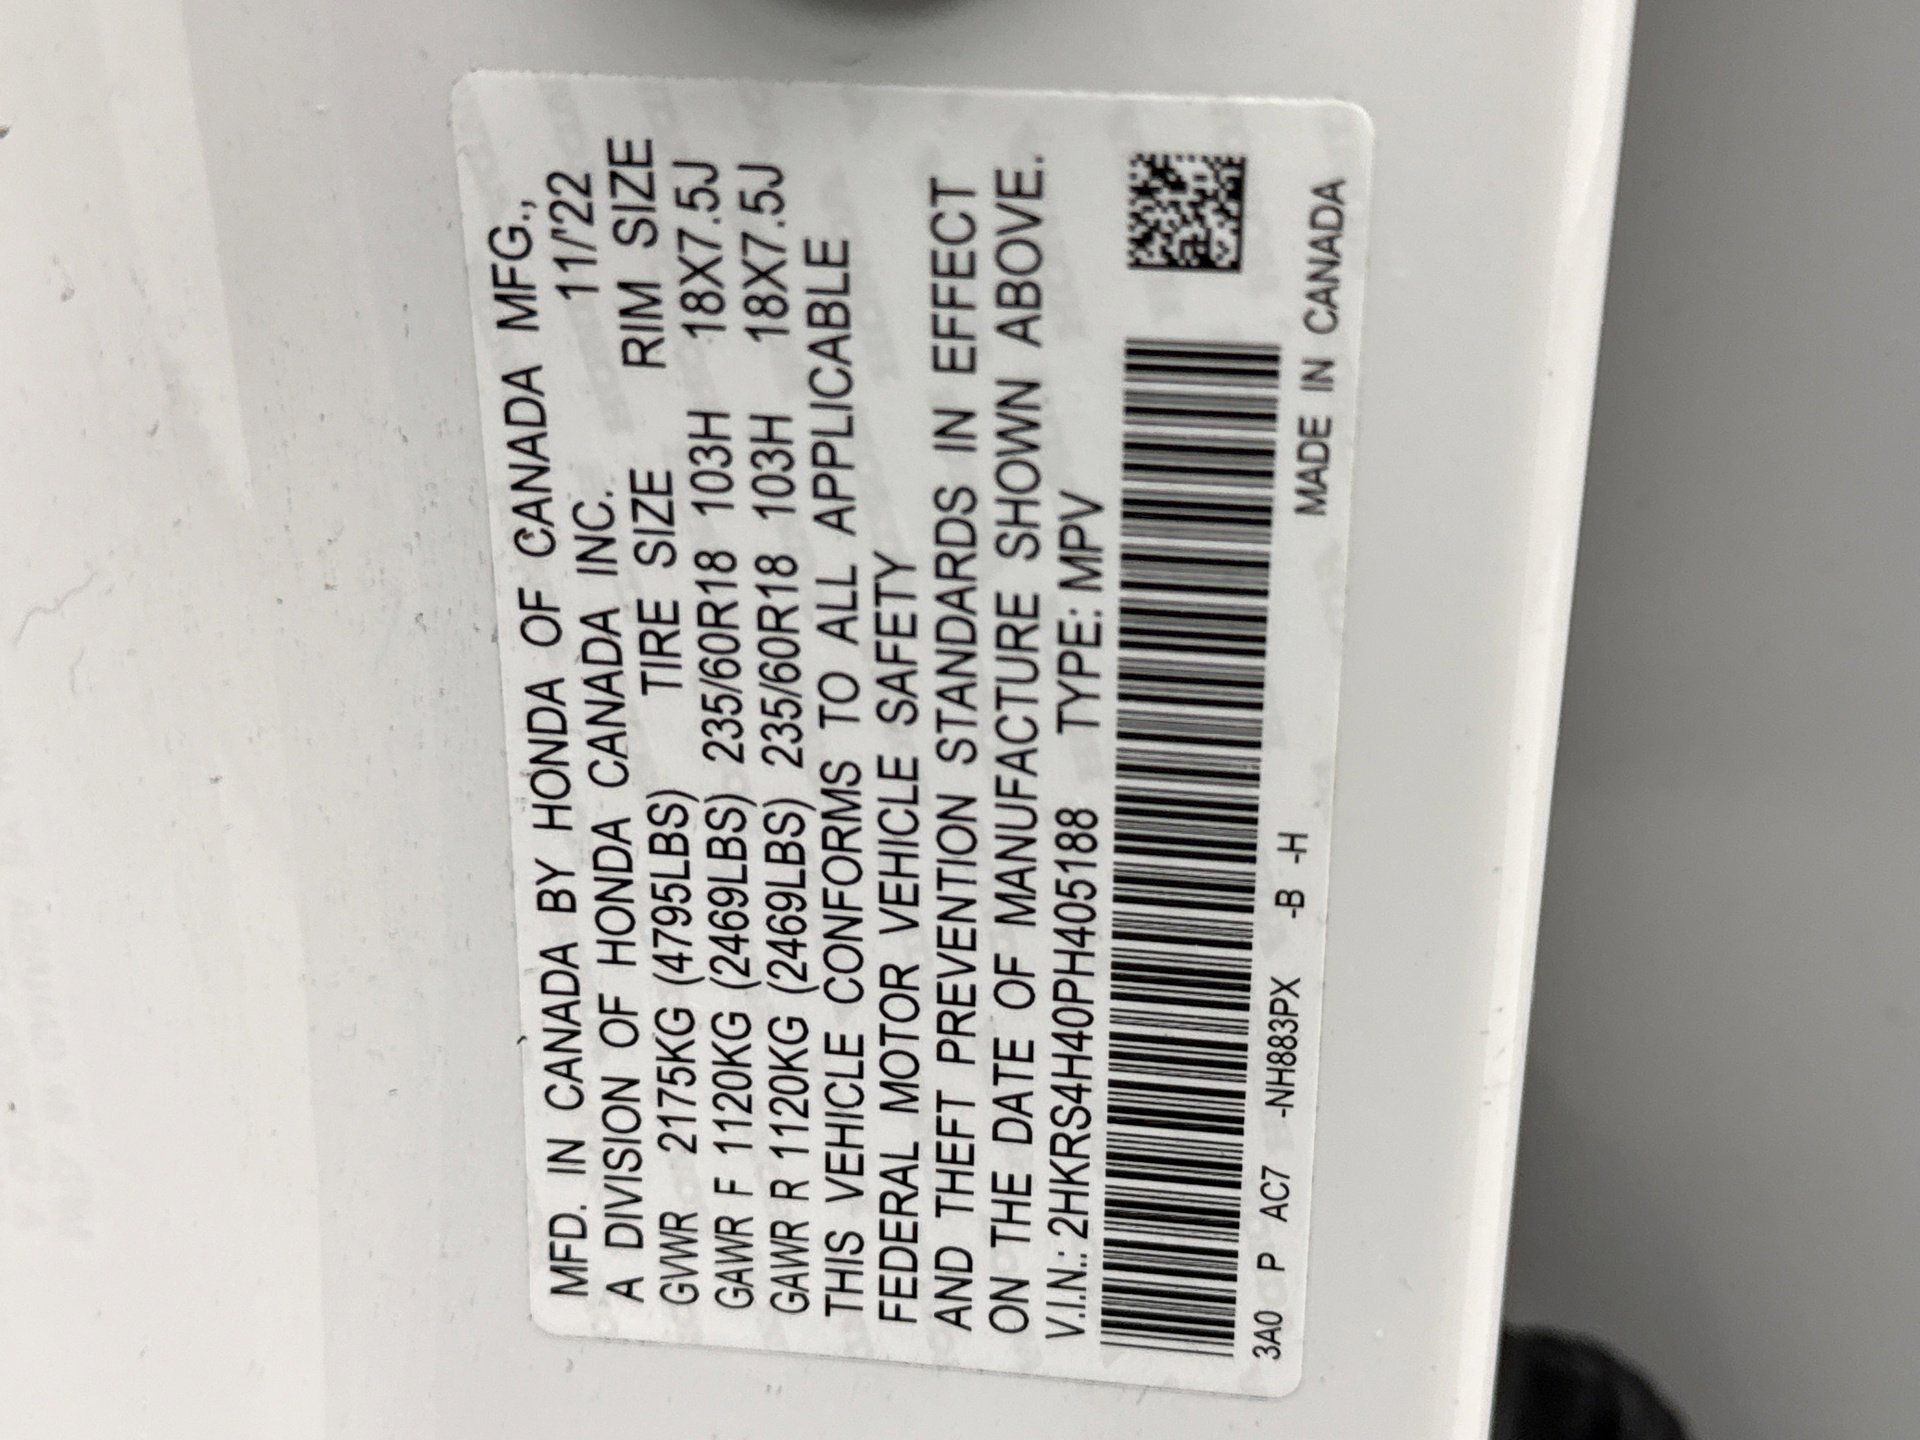 MFD. IN CANADA BY HONDA OF CANADA MFG.,
A DIVISION OF HONDA CANADA INC. 11/'22
GVWR 2175KG (4795LBS) TIRE SIZE RIM SIZE
GAWR F 1120KG (2469LBS) 235/60R18 103H 18X7.5J
GAWR R 1120KG (2469LBS) 235/60R18 103H 18X7.5J
THIS VEHICLE CONFORMS TO ALL APPLICABLE
FEDERAL MOTOR VEHICLE SAFETY
AND THEFT PREVENTION STANDARDS IN EFFECT
ON THE DATE OF MANUFACTURE SHOWN ABOVE.
V.I.N.: 2HKRS4H40PH405188 TYPE: MPV
3A0 P AC7 -NH883PX -B -H MADE IN CANADA